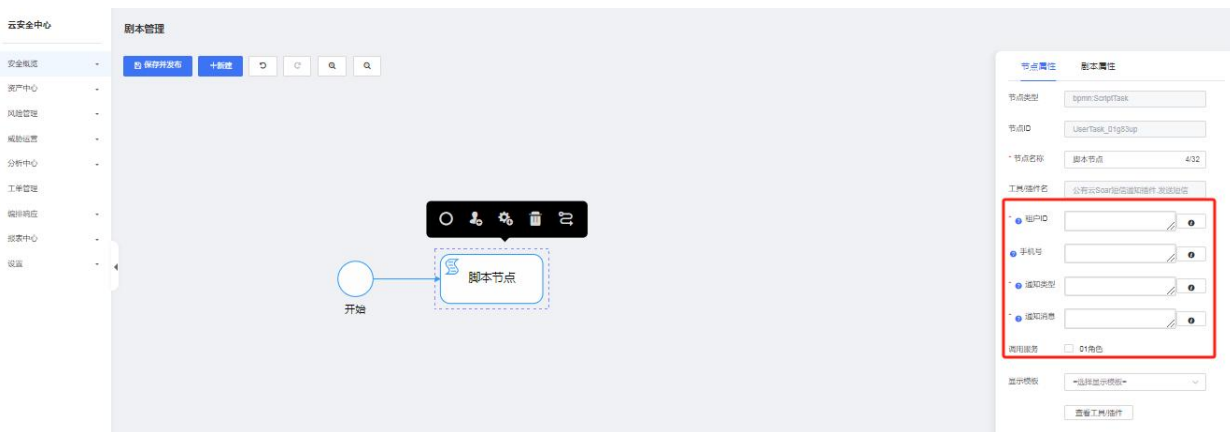 云安全中心
剧本管理
安全概览
资产中心
风险管理
威胁运营
分析中心
工单管理
编排响应
报表中心
设置
保存并发布
+新建
开始
脚本节点
节点属性
剧本属性
节点类型
bpmn:ScriptTask
节点ID
UserTask_01g83up
* 节点名称
脚本节点
4/32
工具/插件名
公有云Soar短信通知插件.发送短信
* 租户ID
手机号
* 通知类型
* 通知消息
调用服务
01角色
显示模板
=选择显示模板=
查看工具/插件